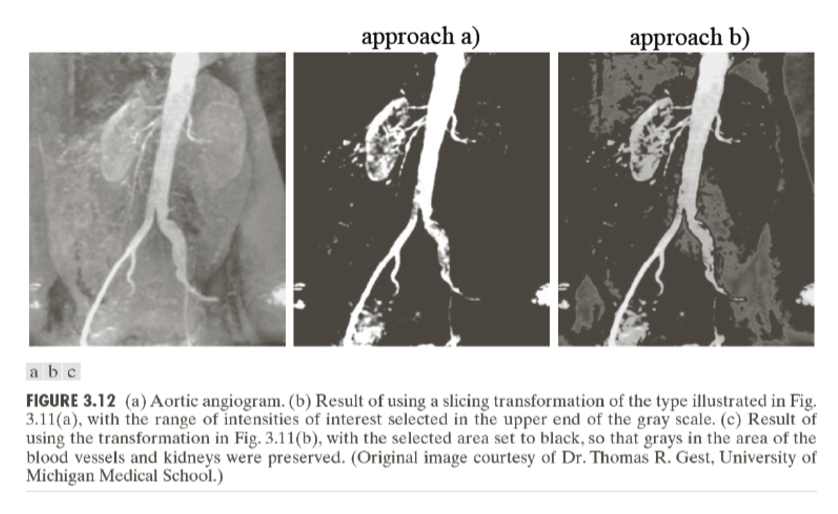 approach a)
approach b)
a b c
FIGURE 3.12 (a) Aortic angiogram. (b) Result of using a slicing transformation of the type illustrated in Fig.
3.11(a), with the range of intensities of interest selected in the upper end of the gray scale. (c) Result of
using the transformation in Fig. 3.11(b), with the selected area set to black, so that grays in the area of the
blood vessels and kidneys were preserved. (Original image courtesy of Dr. Thomas R. Gest, University of
Michigan Medical School.)